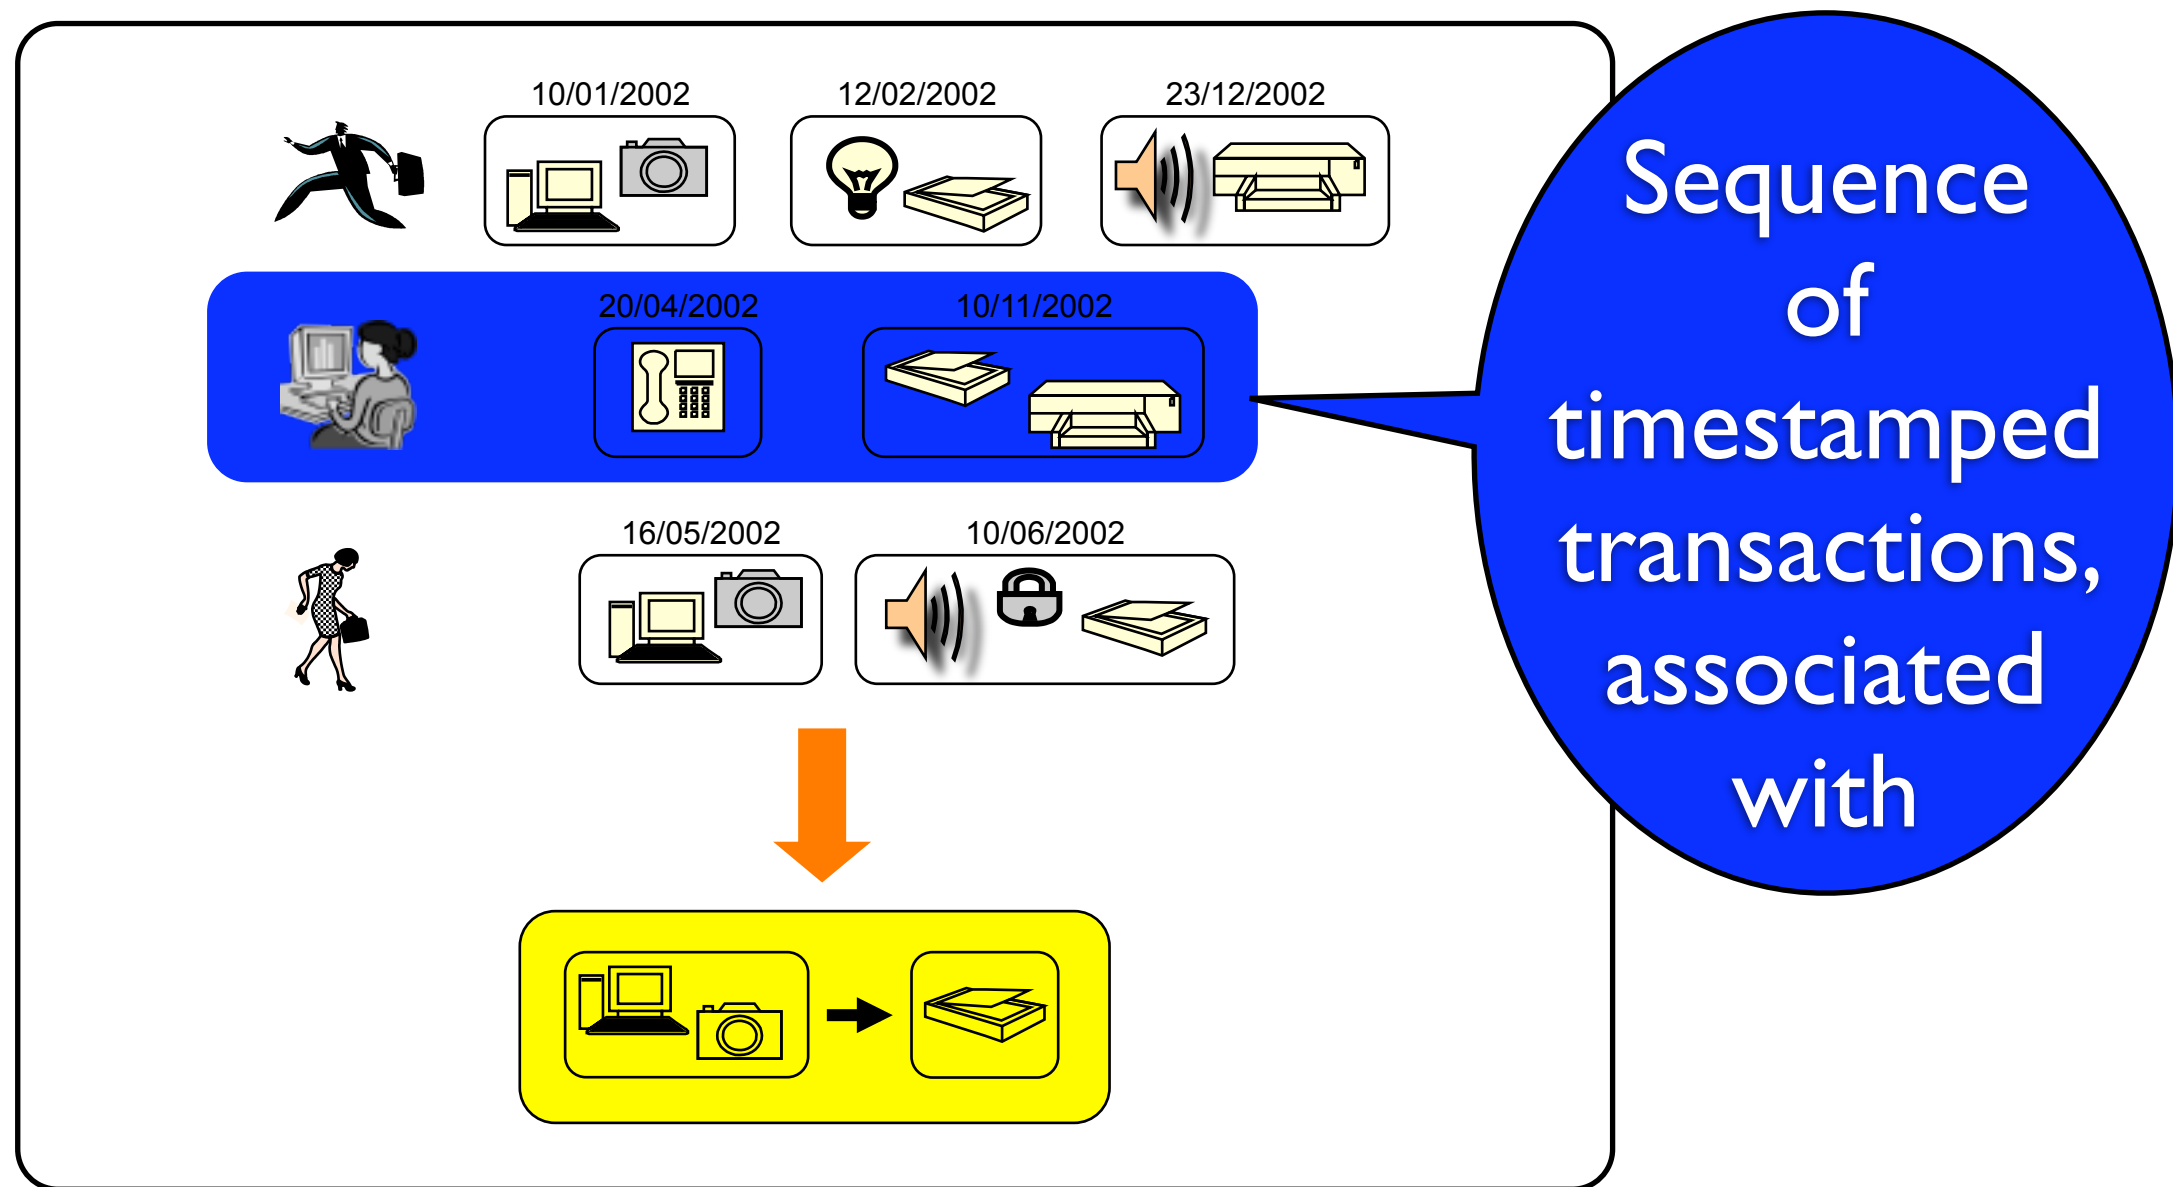 10/01/2002 12/02/2002 23/12/2002
20/04/2002 10/11/2002
16/05/2002 10/06/2002
Sequence
of
timestamped
transactions,
associated
with